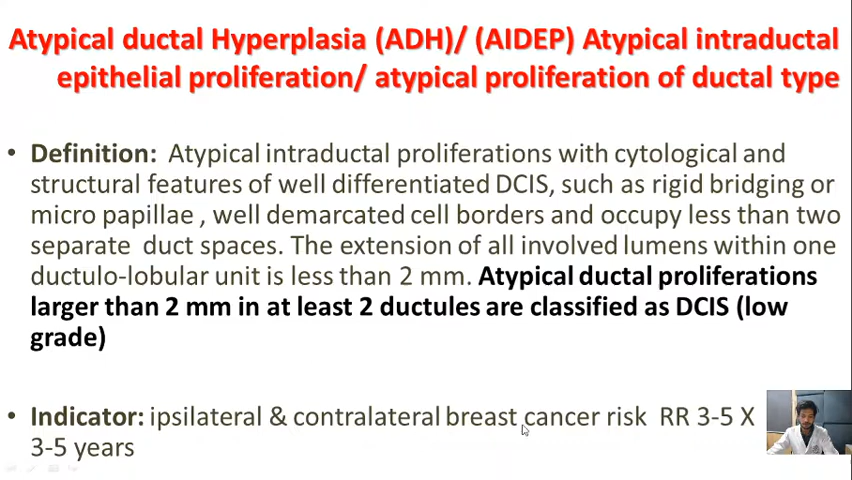 Atypical ductal Hyperplasia (ADH)/ (AIDEP) Atypical intraductal
epithelial proliferation/ atypical proliferation of ductal type
• Definition: Atypical intraductal proliferations with cytological and
structural features of well differentiated DCIS, such as rigid bridging or
micro papillae , well demarcated cell borders and occupy less than two
separate duct spaces. The extension of all involved lumens within one
ductulo-lobular unit is less than 2 mm. Atypical ductal proliferations
larger than 2 mm in at least 2 ductules are classified as DCIS (low
grade)
• Indicator: ipsilateral & contralateral breast cancer risk RR 3-5 X
3-5 years